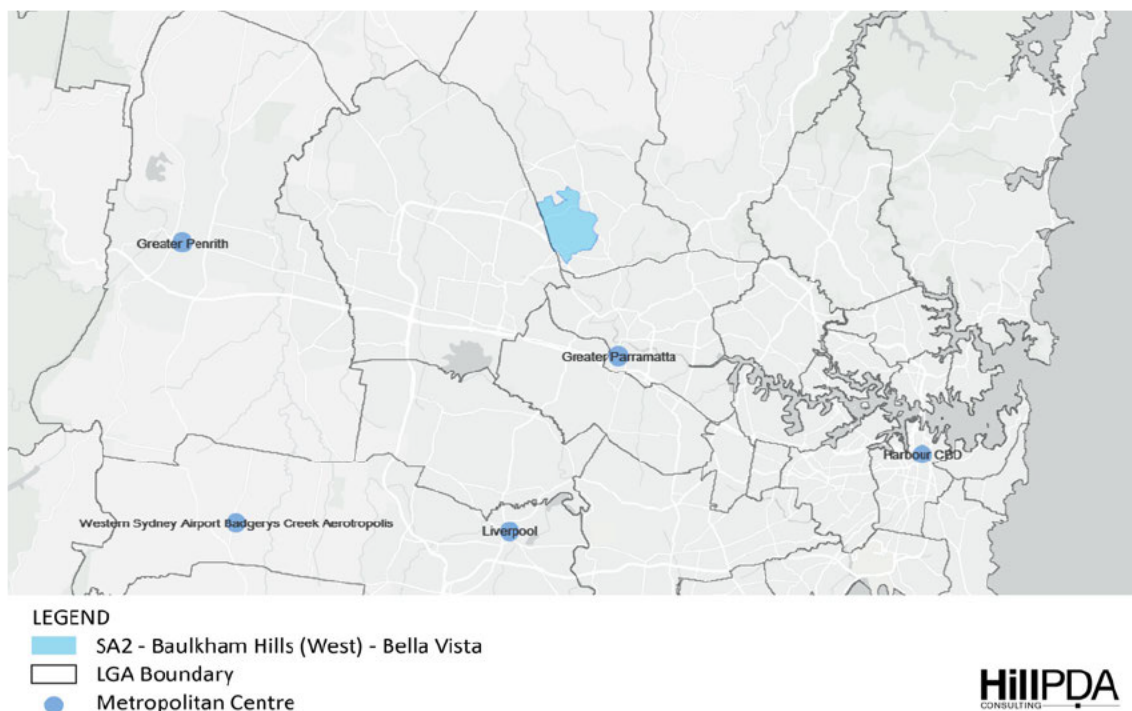 Greater Penrith
Greater Parramatta
Harbour CBD
Western Sydney Airport Badgerys Creek Aerotropolis
Liverpool
LEGEND
SA2 - Baulkham Hills (West) - Bella Vista
LGA Boundary
Metropolitan Centre
HillPDA
CONSULTING